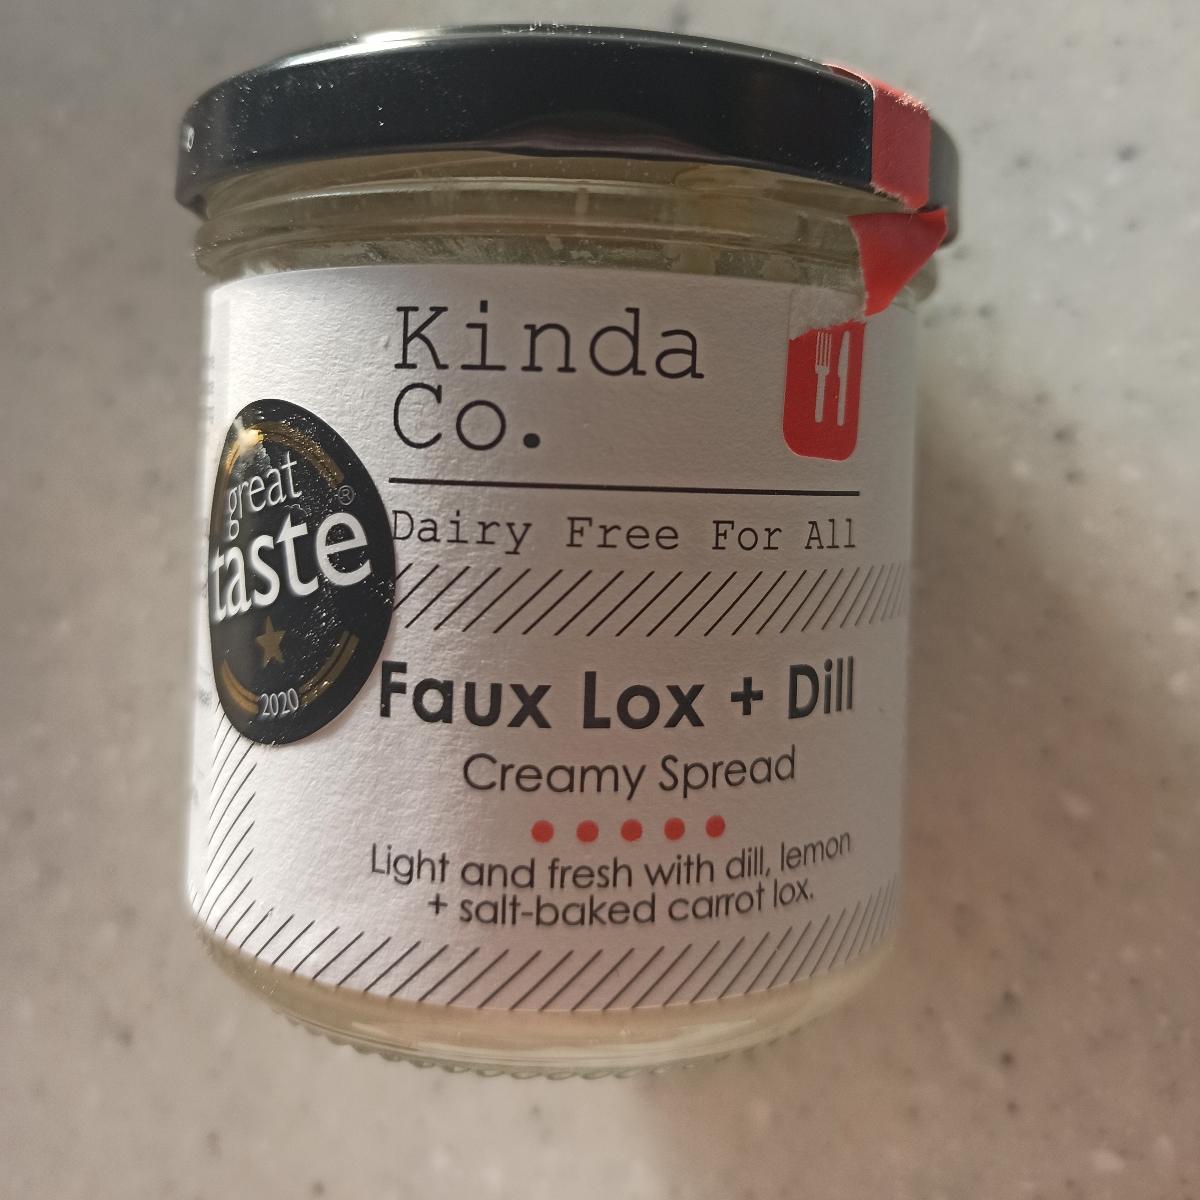 Kinda
Co.
Dairy Free For All
great
taste®
2020
Faux Lox + Dill
Creamy Spread
Light and fresh with dill, lemon
+ salt-baked carrot lox.